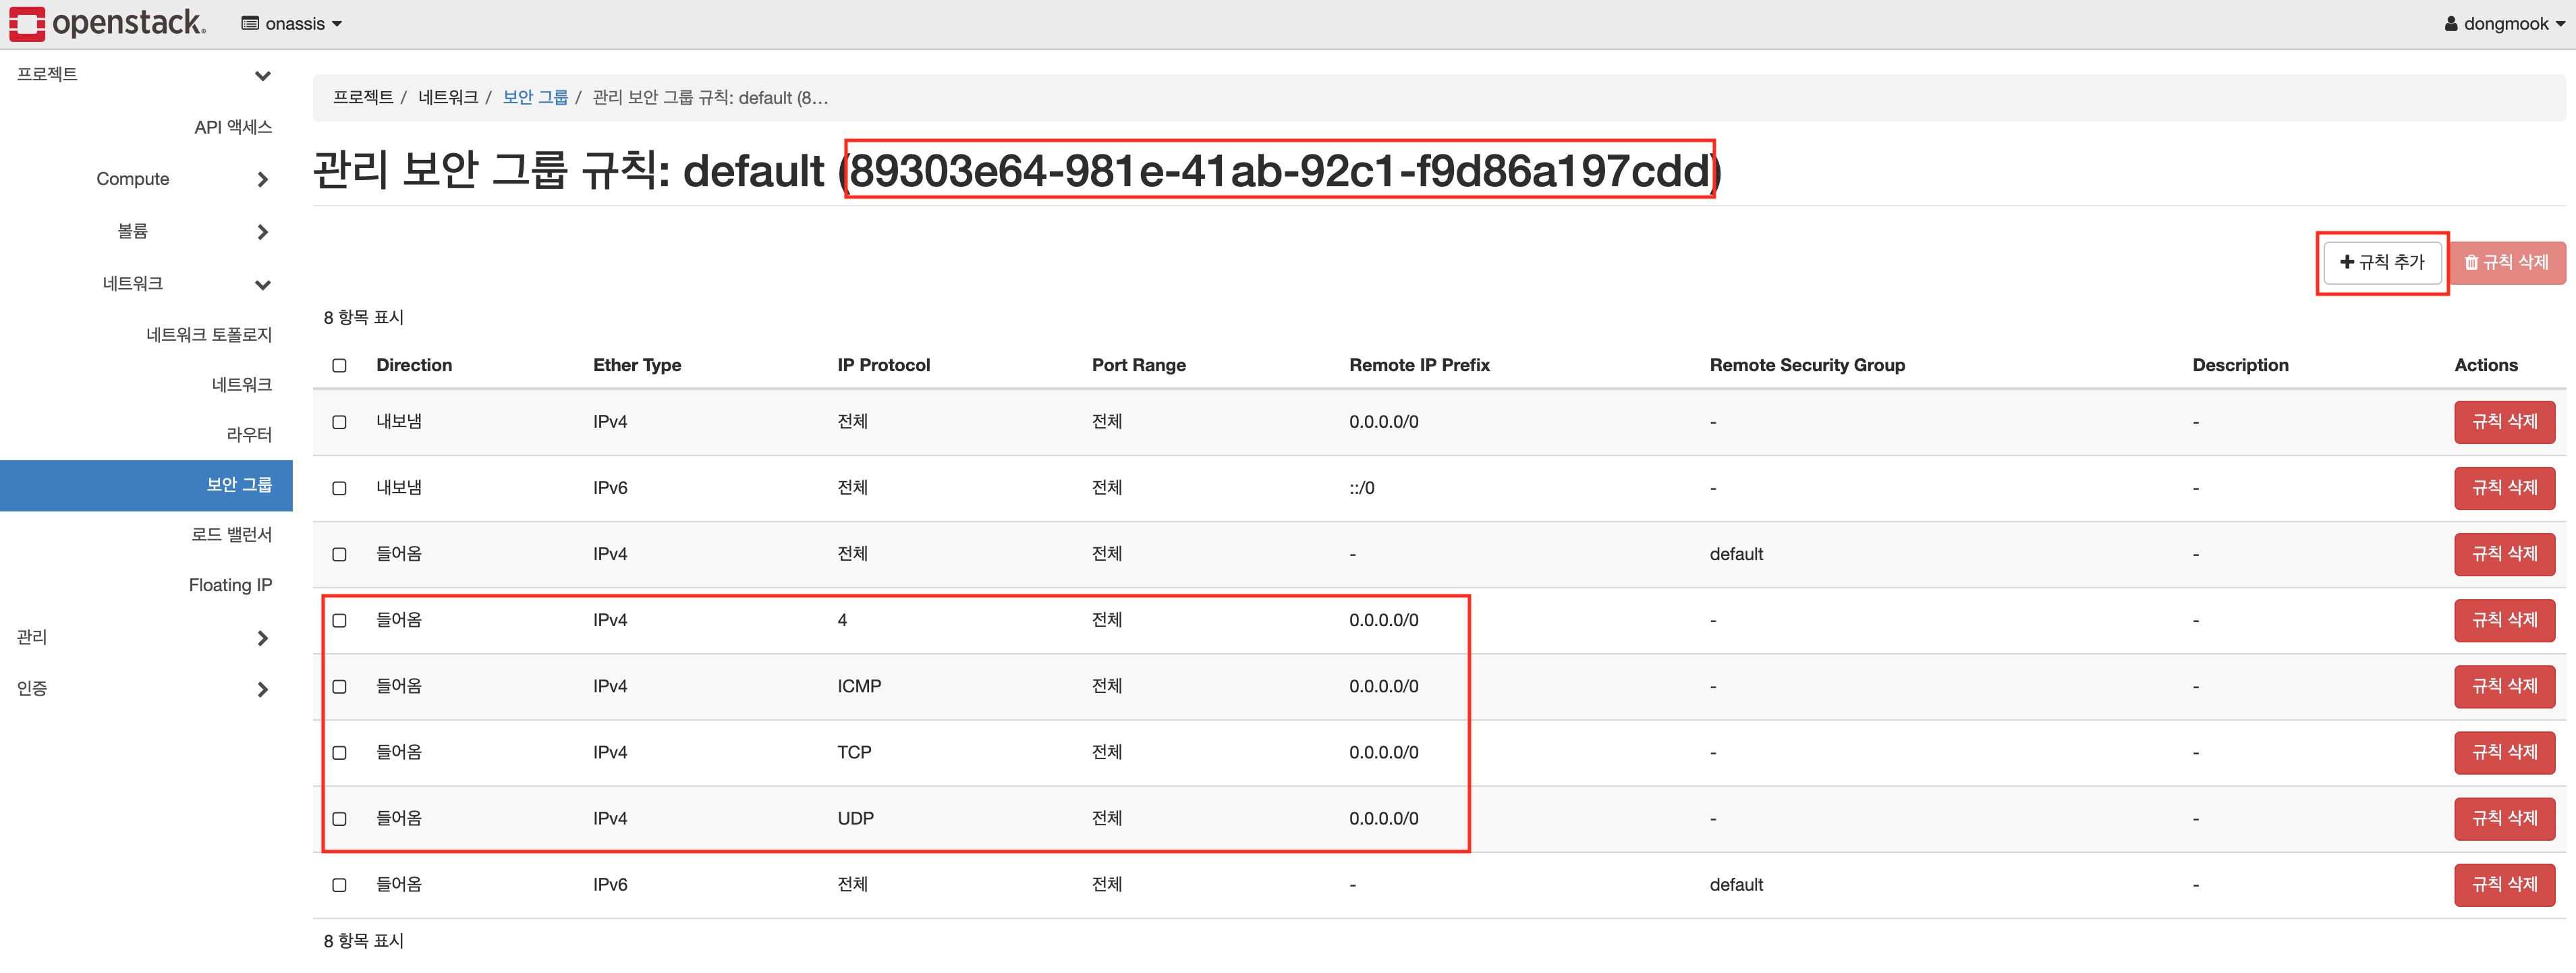 openstack. onassis dongmook
프로젝트
API 액세스
Compute
볼륨
네트워크
네트워크 토폴로지
네트워크
라우터
보안 그룹
로드 밸런서
Floating IP
관리
인증
프로젝트 / 네트워크 / 보안 그룹 / 관리 보안 그룹 규칙: default (8...
관리 보안 그룹 규칙: default (89303e64-981e-41ab-92c1-f9d86a197cdd)
+ 규칙 추가 규칙 삭제
8 항목 표시
Direction Ether Type IP Protocol Port Range Remote IP Prefix Remote Security Group Description Actions
내보냄 IPv4 전체 전체 0.0.0.0/0 - - 규칙 삭제
내보냄 IPv6 전체 전체 ::/0 - - 규칙 삭제
들어옴 IPv4 전체 전체 - default - 규칙 삭제
들어옴 IPv4 4 전체 0.0.0.0/0 - - 규칙 삭제
들어옴 IPv4 ICMP 전체 0.0.0.0/0 - - 규칙 삭제
들어옴 IPv4 TCP 전체 0.0.0.0/0 - - 규칙 삭제
들어옴 IPv4 UDP 전체 0.0.0.0/0 - - 규칙 삭제
들어옴 IPv6 전체 전체 - default - 규칙 삭제
8 항목 표시